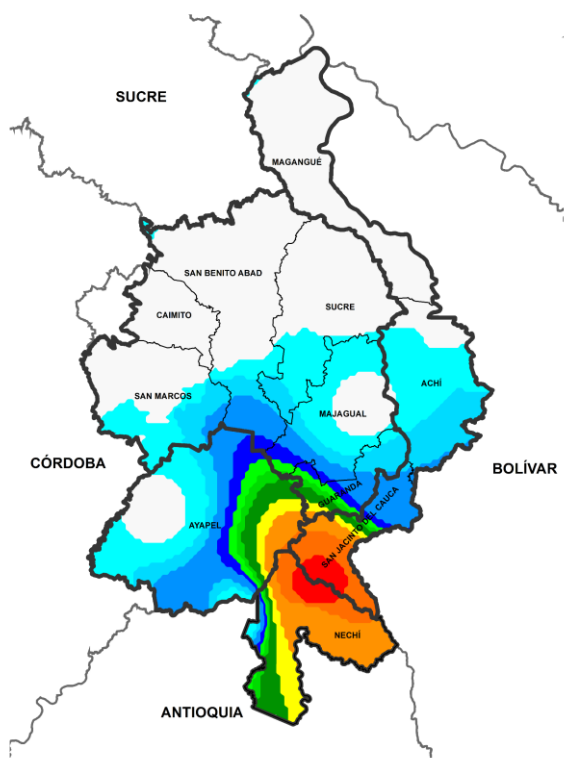 SUCRE
MAGANGUÉ
SAN BENITO ABAD
SUCRE
CAIMITO
ACHÍ
SAN MARCOS
MAJAGUAL
CÓRDOBA
BOLÍVAR
GUARANDA
SAN JACINTO DEL CAUCA
AYAPEL
NECHÍ
ANTIOQUIA